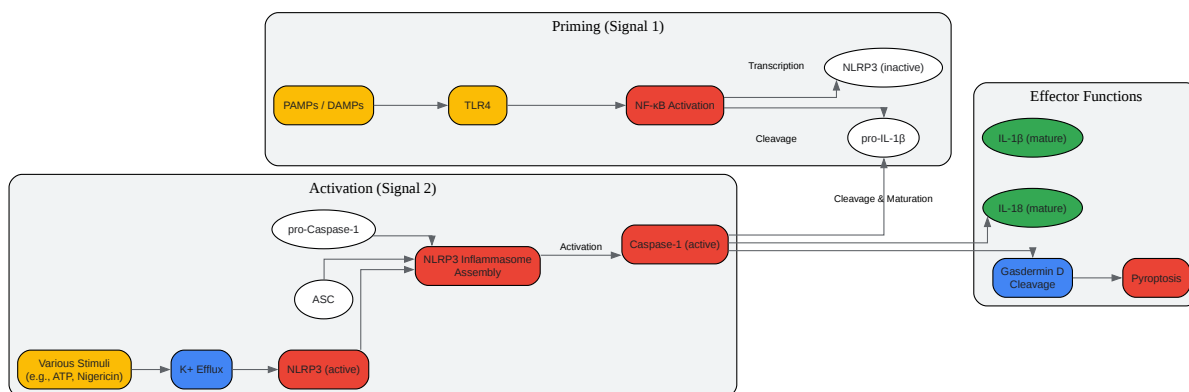 Priming (Signal 1)
Transcription
NLRP3 (inactive)
PAMPs / DAMPs
TLR4
NF-κB Activation
Cleavage
pro-IL-1β
Effector Functions
IL-1β (mature)
IL-18 (mature)
Gasdermin D
Cleavage
Pyroptosis
Activation (Signal 2)
Cleavage & Maturation
pro-Caspase-1
NLRP3 Inflammasome
Assembly
Activation
Caspase-1 (active)
ASC
Various Stimuli
(e.g., ATP, Nigericin)
K+ Efflux
NLRP3 (active)